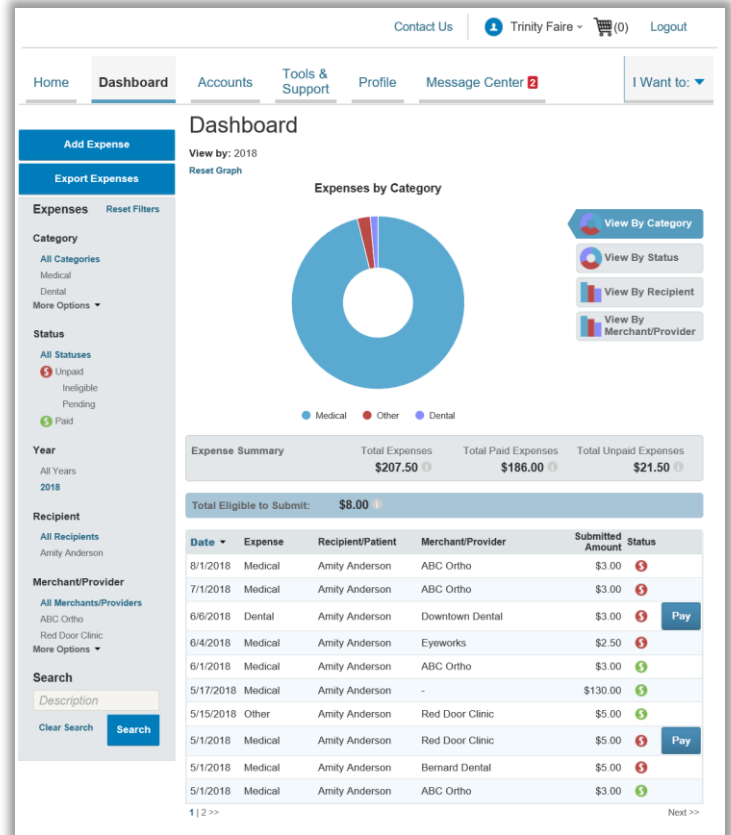 Contact Us Trinity Faire (0) Logout
Home Dashboard Accounts Tools & Support Profile Message Center 2 I Want to:
Add Expense
Export Expenses
Expenses Reset Filters
Category
All Categories
Medical
Dental
More Options
Status
All Statuses
$ Unpaid
Ineligible
Pending
$ Paid
Year
All Years
2018
Recipient
All Recipients
Amity Anderson
Merchant/Provider
All Merchants/Providers
ABC Ortho
Red Door Clinic
More Options
Search
Description
Clear Search Search
Dashboard
View by: 2018
Reset Graph
Expenses by Category
View By Category
View By Status
View By Recipient
View By
Merchant/Provider
Medical Other Dental
Expense Summary Total Expenses Total Paid Expenses Total Unpaid Expenses
$207.50 $186.00 $21.50
Total Eligible to Submit: $8.00
Date Expense Recipient/Patient Merchant/Provider Submitted Amount Status
8/1/2018 Medical Amity Anderson ABC Ortho $3.00 $
7/1/2018 Medical Amity Anderson ABC Ortho $3.00 $
6/6/2018 Dental Amity Anderson Downtown Dental $3.00 $ Pay
6/4/2018 Medical Amity Anderson Eyeworks $2.50 $
6/1/2018 Medical Amity Anderson ABC Ortho $3.00 $
5/17/2018 Medical Amity Anderson - $130.00 $
5/15/2018 Other Amity Anderson Red Door Clinic $5.00 $
5/1/2018 Medical Amity Anderson Red Door Clinic $5.00 $ Pay
5/1/2018 Medical Amity Anderson Bernard Dental $5.00 $
5/1/2018 Medical Amity Anderson ABC Ortho $3.00 $
1 | 2 >> Next >>